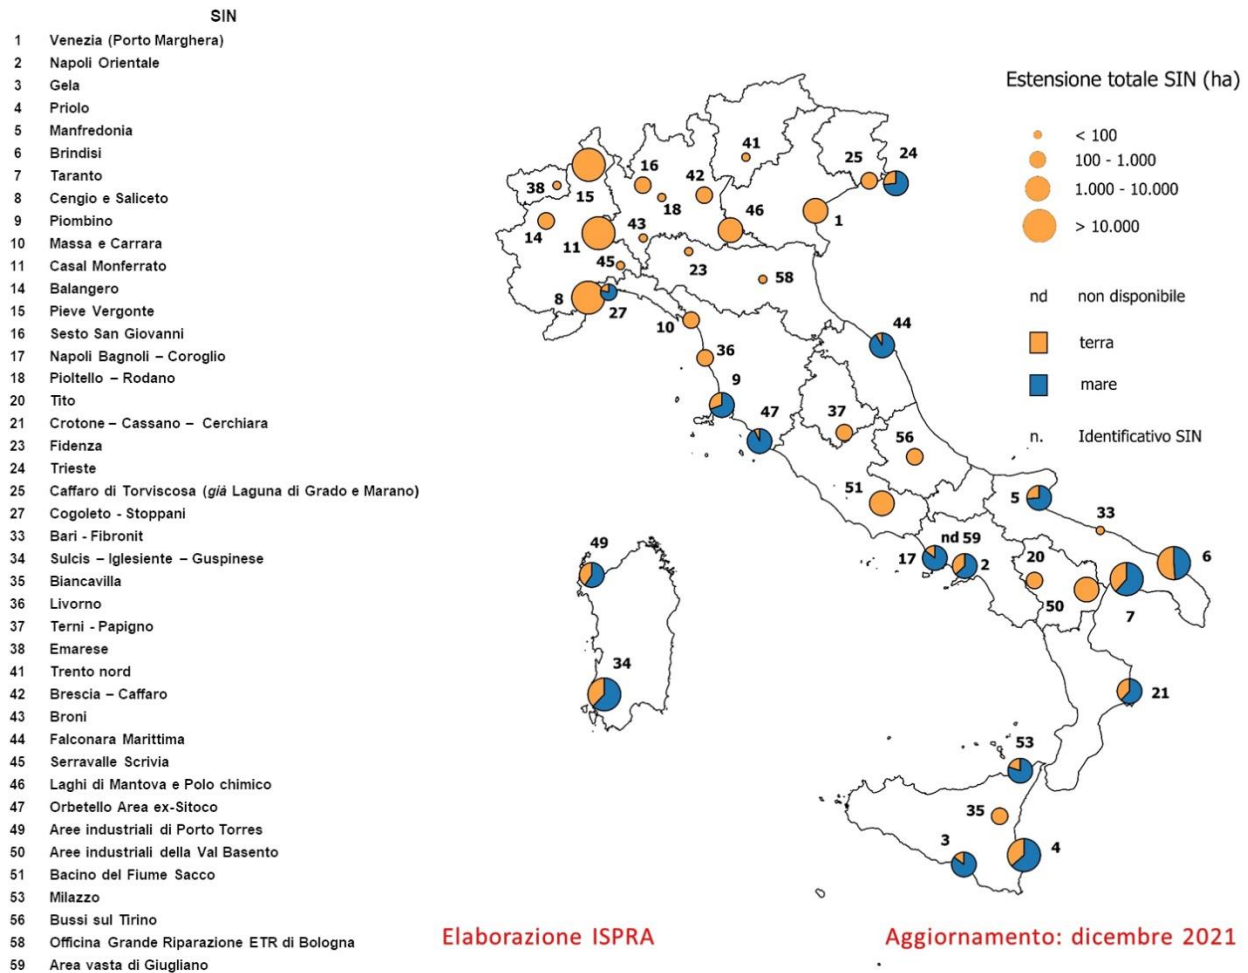 SIN
1 Venezia (Porto Marghera)
2 Napoli Orientale
3 Gela
4 Priolo
5 Manfredonia
6 Brindisi
7 Taranto
8 Cengio e Saliceto
9 Piombino
10 Massa e Carrara
11 Casal Monferrato
14 Balangero
15 Pieve Vergonte
16 Sesto San Giovanni
17 Napoli Bagnoli – Coroglio
18 Pioltello – Rodano
20 Tito
21 Crotone – Cassano – Cerchiara
23 Fidenza
24 Trieste
25 Caffaro di Torviscosa (già Laguna di Grado e Marano)
27 Cogoleto - Stoppani
33 Bari - Fibronit
34 Sulcis – Iglesiente – Guspinese
35 Biancavilla
36 Livorno
37 Terni - Papigno
38 Emarese
41 Trento nord
42 Brescia – Caffaro
43 Broni
44 Falconara Marittima
45 Serravalle Scrivia
46 Laghi di Mantova e Polo chimico
47 Orbetello Area ex-Sitoco
49 Aree industriali di Porto Torres
50 Aree industriali della Val Basento
51 Bacino del Fiume Sacco
53 Milazzo
56 Bussi sul Tirino
58 Officina Grande Riparazione ETR di Bologna
59 Area vasta di Giugliano
41
25
24
16
42
38
15
18
46
1
14
11
43
45
23
58
8
27
10
44
36
9
47
37
56
51
5
33
49
nd 59
17
2
20
50
6
7
34
21
53
35
3
4
Estensione totale SIN (ha)
< 100
100 - 1.000
1.000 - 10.000
> 10.000
nd non disponibile
terra
mare
n. Identificativo SIN
Elaborazione ISPRA
Aggiornamento: dicembre 2021